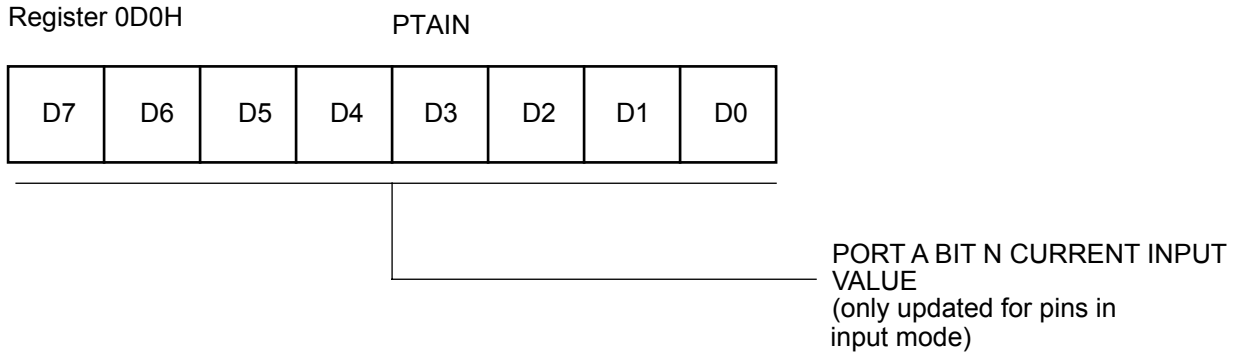 Register 0D0H
PTAIN
D7 D6 D5 D4 D3 D2 D1 D0
PORT A BIT N CURRENT INPUT
VALUE
(only updated for pins in
input mode)